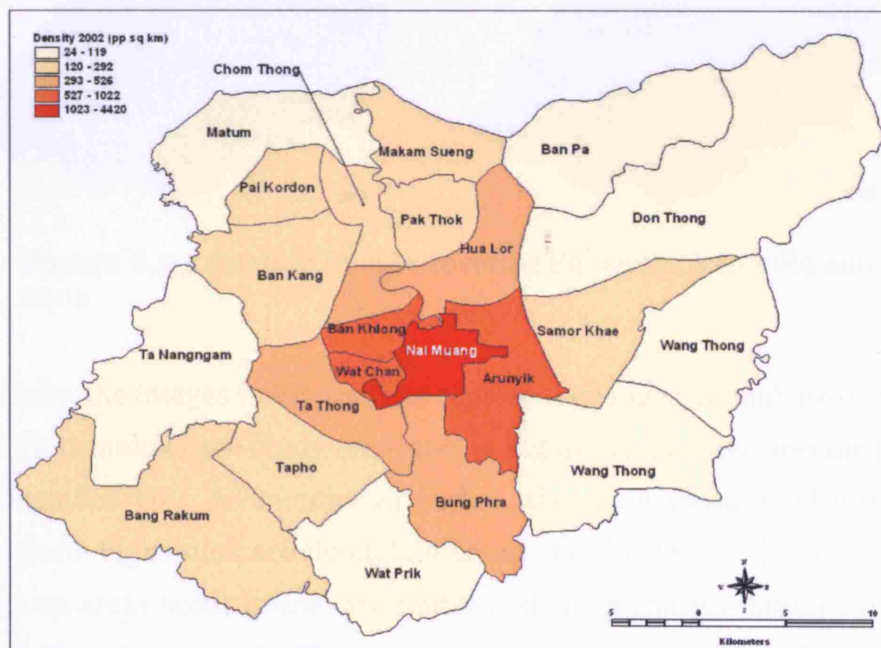 Density 2002 (pp sq km)
24 - 119
120 - 292
293 - 526
527 - 1022
1023 - 4420
Chom Thong
Matum
Makam Sueng
Ban Pa
Pai Kordon
Pak Thok
Don Thong
Hua Lor
Ban Kang
Ban Khlong
Samor Khae
Nai Muang
Wang Thong
Ta Nangngam
Wat Chan
Arunyik
Ta Thong
Tapho
Wang Thong
Bung Phra
Bang Rakum
Wat Prik
5 0 5 10
Kilometers